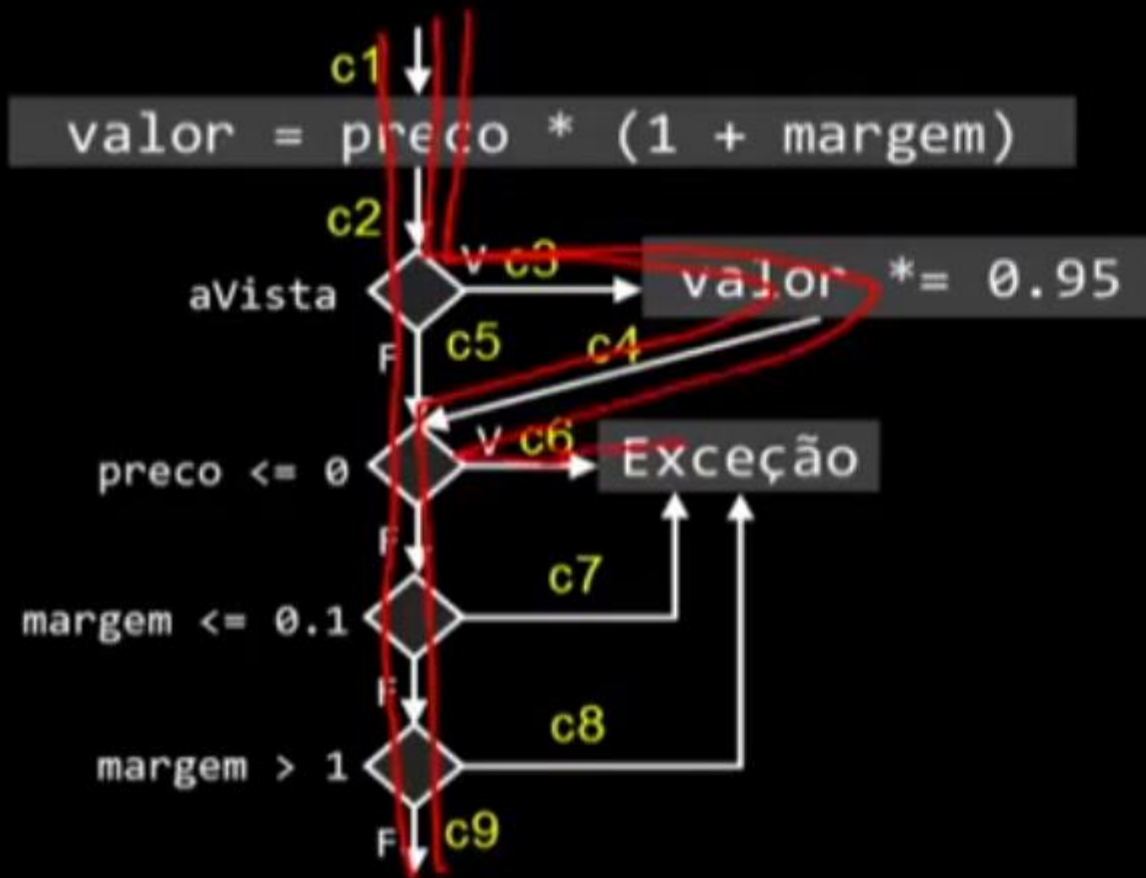 c1
valor = preco * (1 + margem)
c2
V c3
aVista
valor *= 0.95
F c5
c4
V c6
preco <= 0
Exceção
F
c7
margem <= 0.1
F
c8
margem > 1
F c9